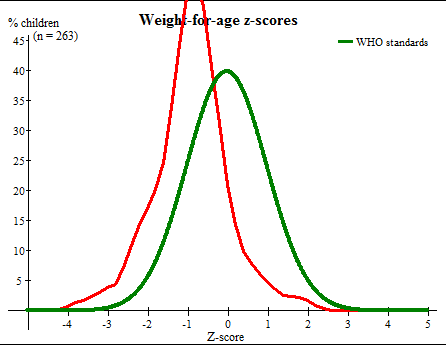 Weight-for-age z-scores
% children
(n = 263)
WHO standards
45
40
35
30
25
20
15
10
5
-4 -3 -2 -1 0 1 2 3 4 5
Z-score